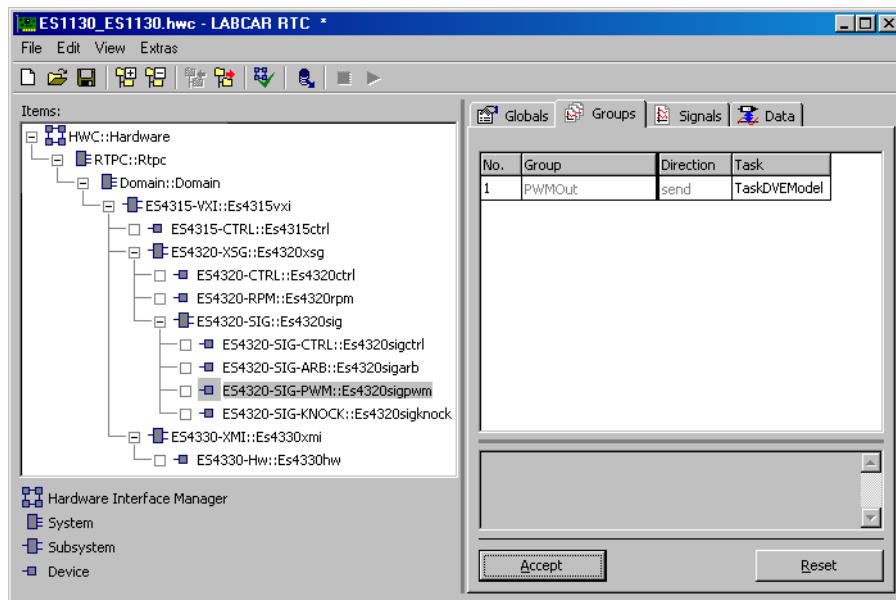 ES1130_ES1130.hwc - LABCAR RTC *
File Edit View Extras
Items:
HWC::Hardware
RTPC::Rtpc
Domain::Domain
ES4315-VXI::Es4315vxi
ES4315-CTRL::Es4315ctrl
ES4320-XSG::Es4320xsg
ES4320-CTRL::Es4320ctrl
ES4320-RPM::Es4320rpm
ES4320-SIG::Es4320sig
ES4320-SIG-CTRL::Es4320sigctrl
ES4320-SIG-ARB::Es4320sigarb
ES4320-SIG-PWM::Es4320sigpwm
ES4320-SIG-KNOCK::Es4320sigknock
ES4330-XMI::Es4330xmi
ES4330-Hw::Es4330hw
Hardware Interface Manager
System
Subsystem
Device
Globals Groups Signals Data
No. Group Direction Task
1 PWMOut send TaskDVEModel
Accept Reset